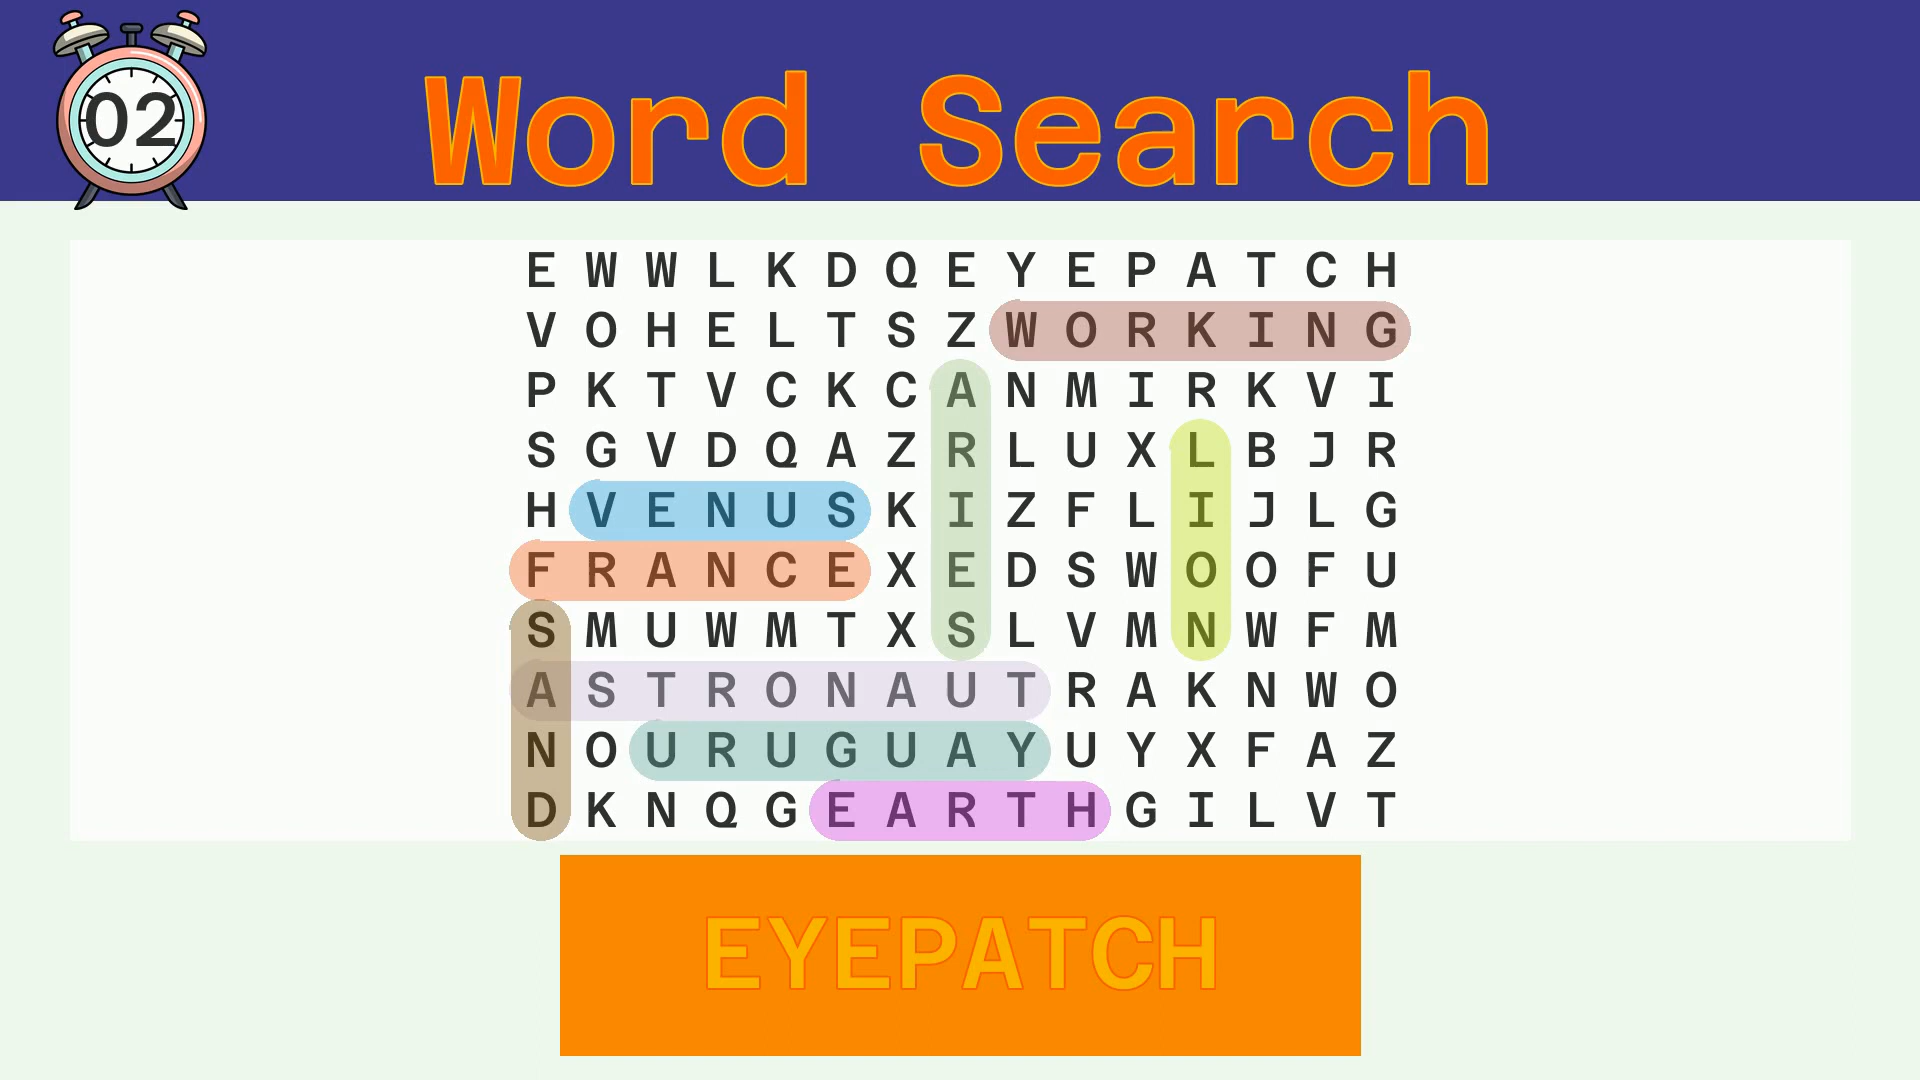 02
Word Search
E W W L K D Q E Y E P A T C H
V O H E L T S Z W O R K I N G
P K T V C K C A N M I R K V I
S G V D Q A Z R L U X L B J R
H V E N U S K I Z F L I J L G
F R A N C E X E D S W O O F U
S M U W M T X S L V M N W F M
A S T R O N A U T R A K N W O
N O U R U G U A Y U Y X F A Z
D K N Q G E A R T H G I L V T
EYEPATCH